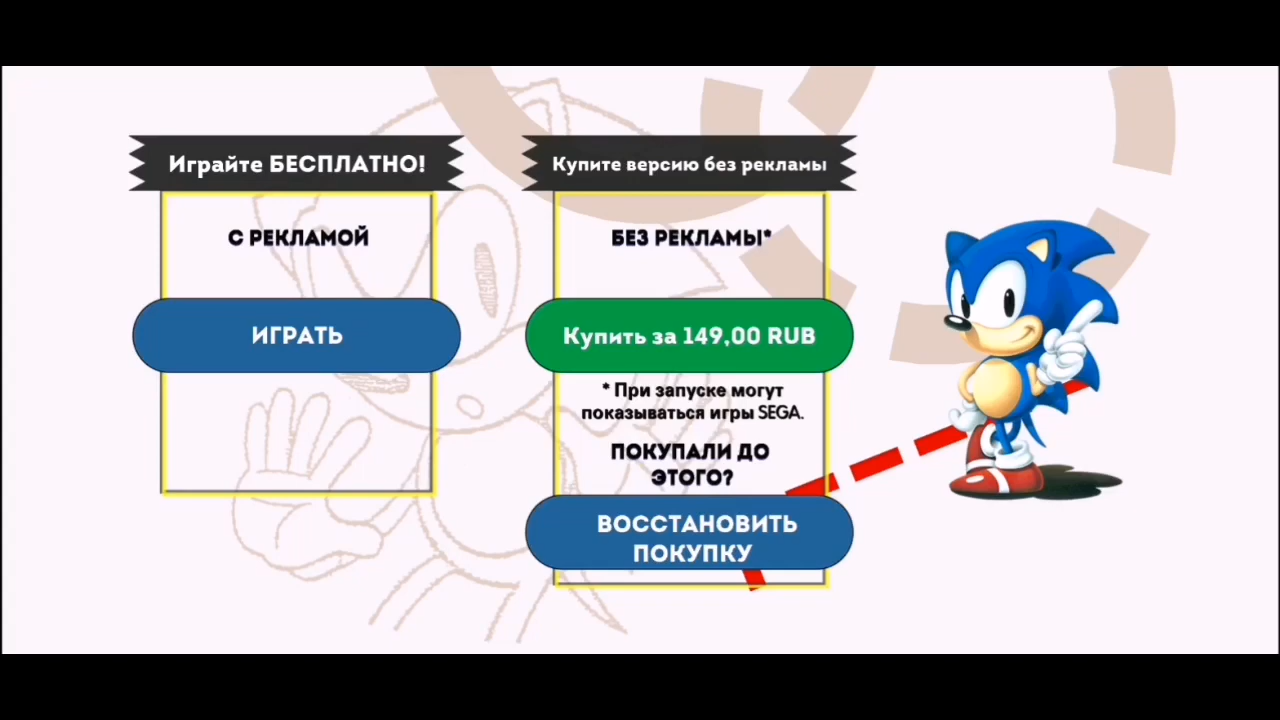 Играйте БЕСПЛАТНО!
С РЕКЛАМОЙ
ИГРАТЬ
Купите версию без рекламы
БЕЗ РЕКЛАМЫ*
Купить за 149,00 RUB
* При запуске могут
показываться игры SEGA.
ПОКУПАЛИ ДО
ЭТОГО?
ВОССТАНОВИТЬ
ПОКУПКУ